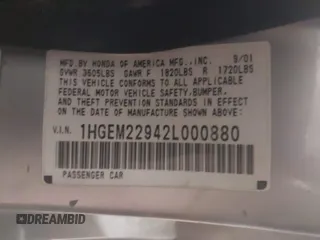 MFD.BY HONDA OF AMERICA MFG.,INC. 9/01
GVWR 3605LBS GAWR F 1820LBS R 1720LBS
THIS VEHICLE CONFORMS TO ALL APPLICABLE
FEDERAL MOTOR VEHICLE SAFETY,BUMPER,
AND THEFT PREVENTION STANDARDS IN
EFFECT ON THE DATE OF MANUFACTURE
SHOWN ABOVE.
V.I.N. 1HGEM22942L000880
PASSENGER CAR
DREAMBID